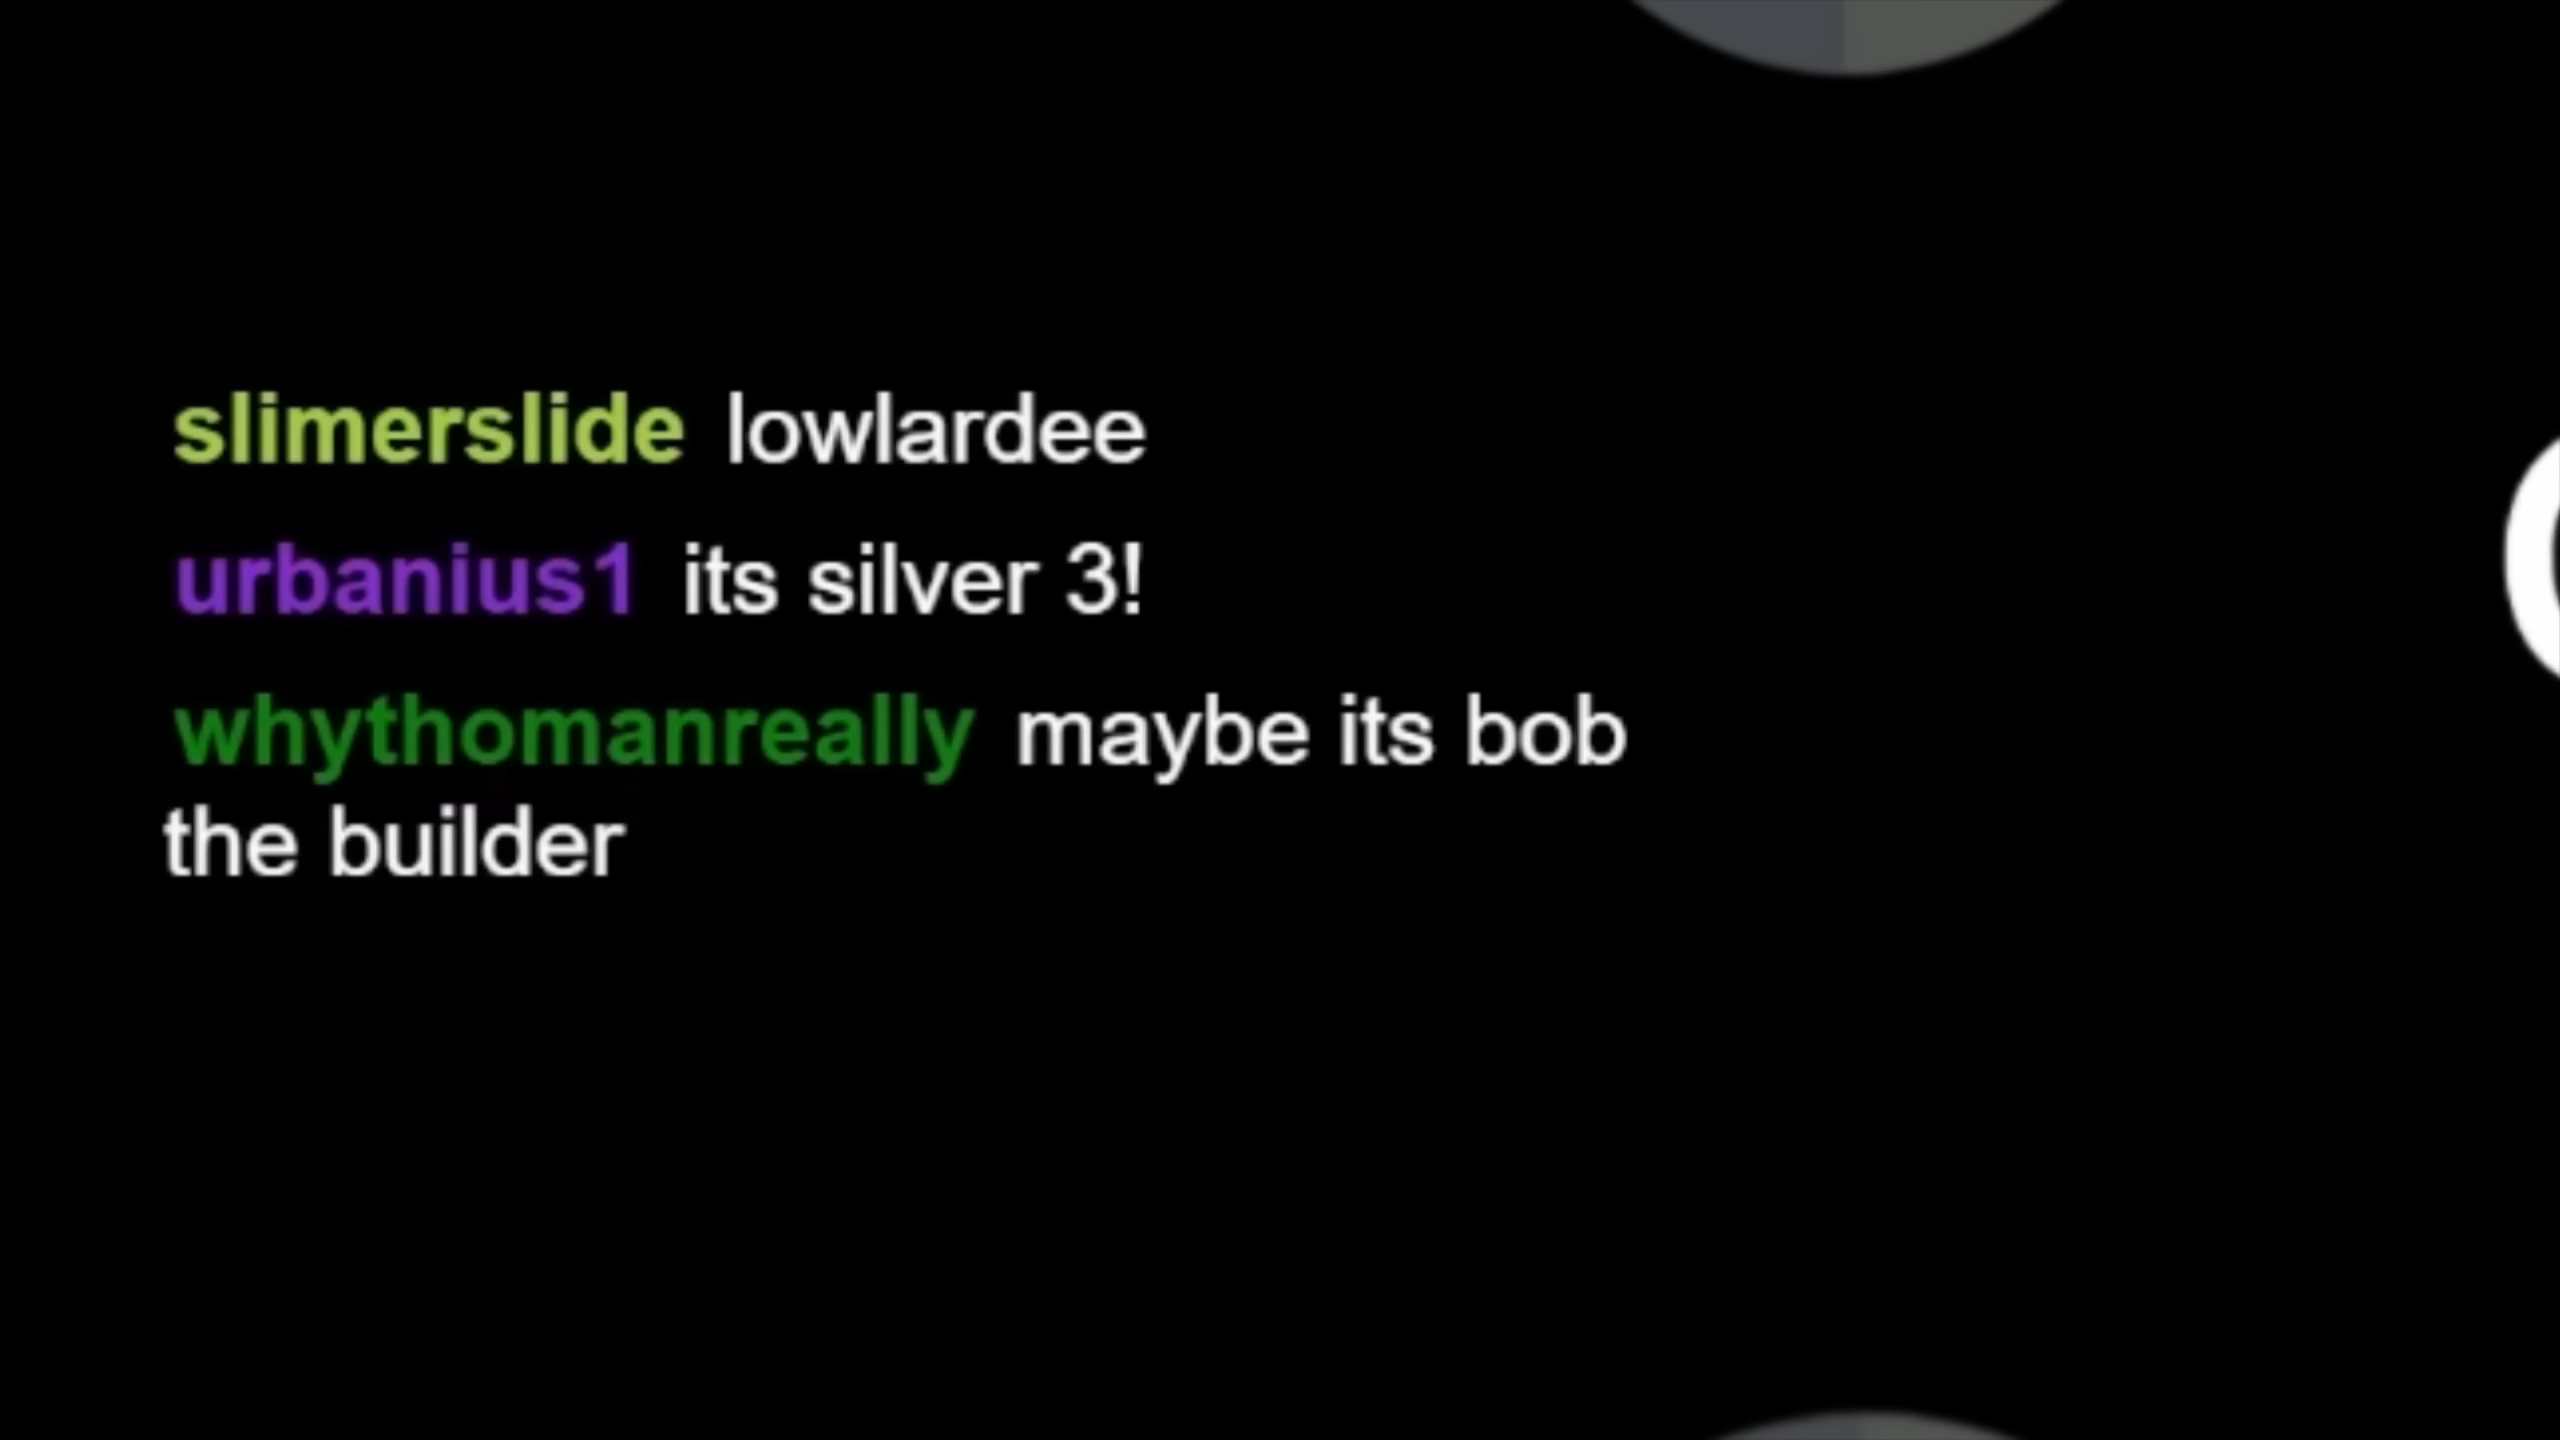 slimerslide lowlardee
urbanius1 its silver 3!
whythomanreally maybe its bob
the builder